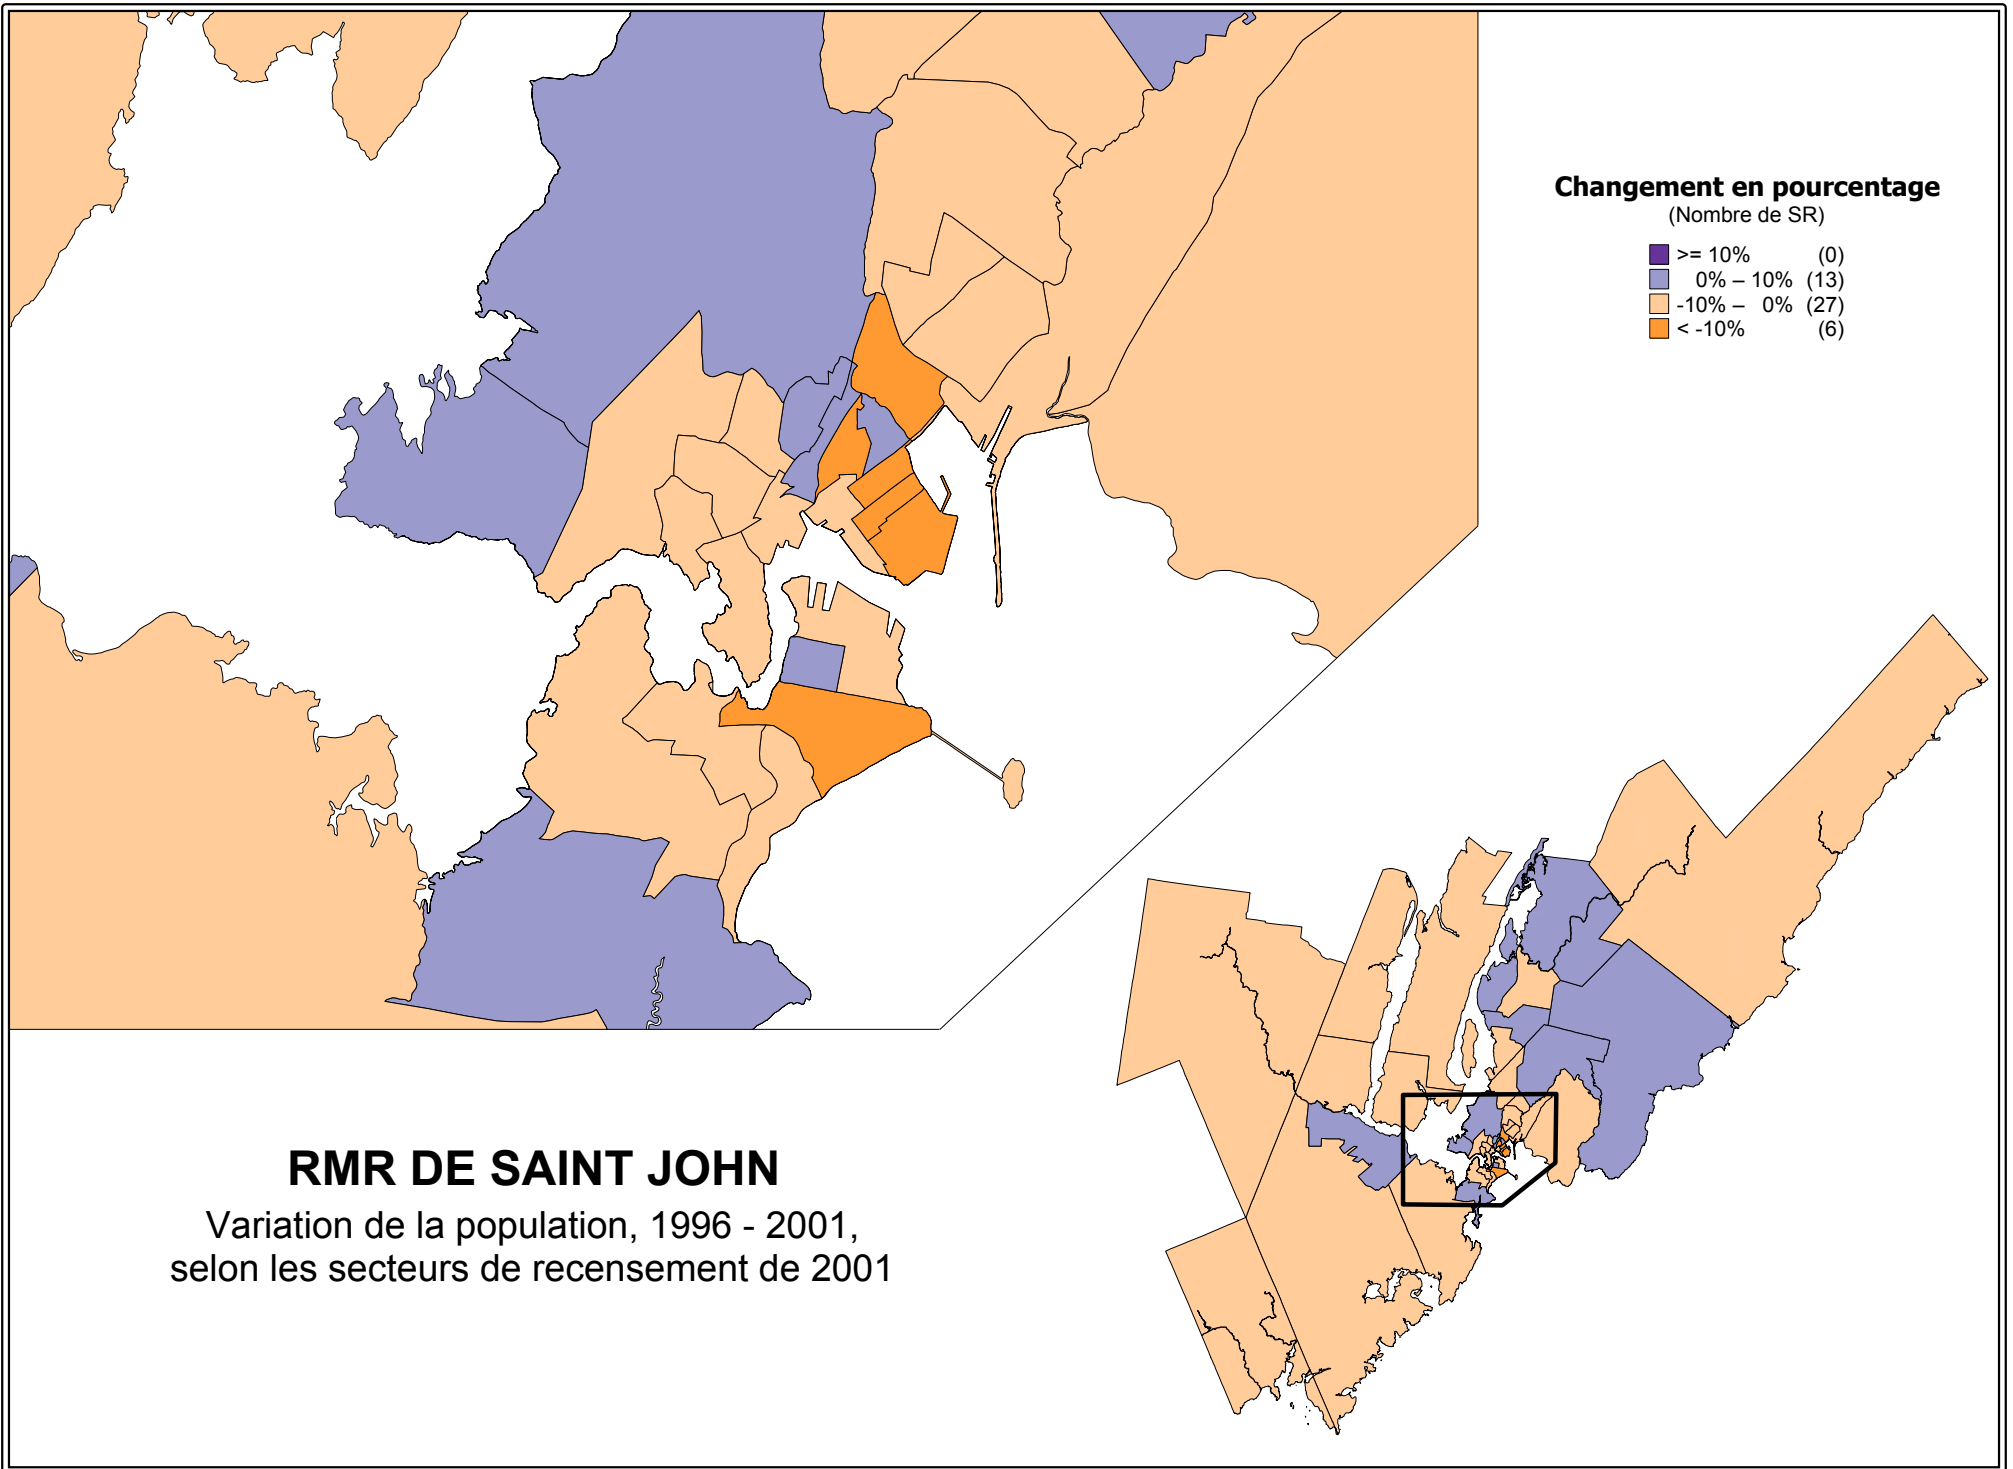 Changement en pourcentage
(Nombre de SR)
>= 10% (0)
0% – 10% (13)
-10% – 0% (27)
< -10% (6)
RMR DE SAINT JOHN
Variation de la population, 1996 - 2001,
selon les secteurs de recensement de 2001